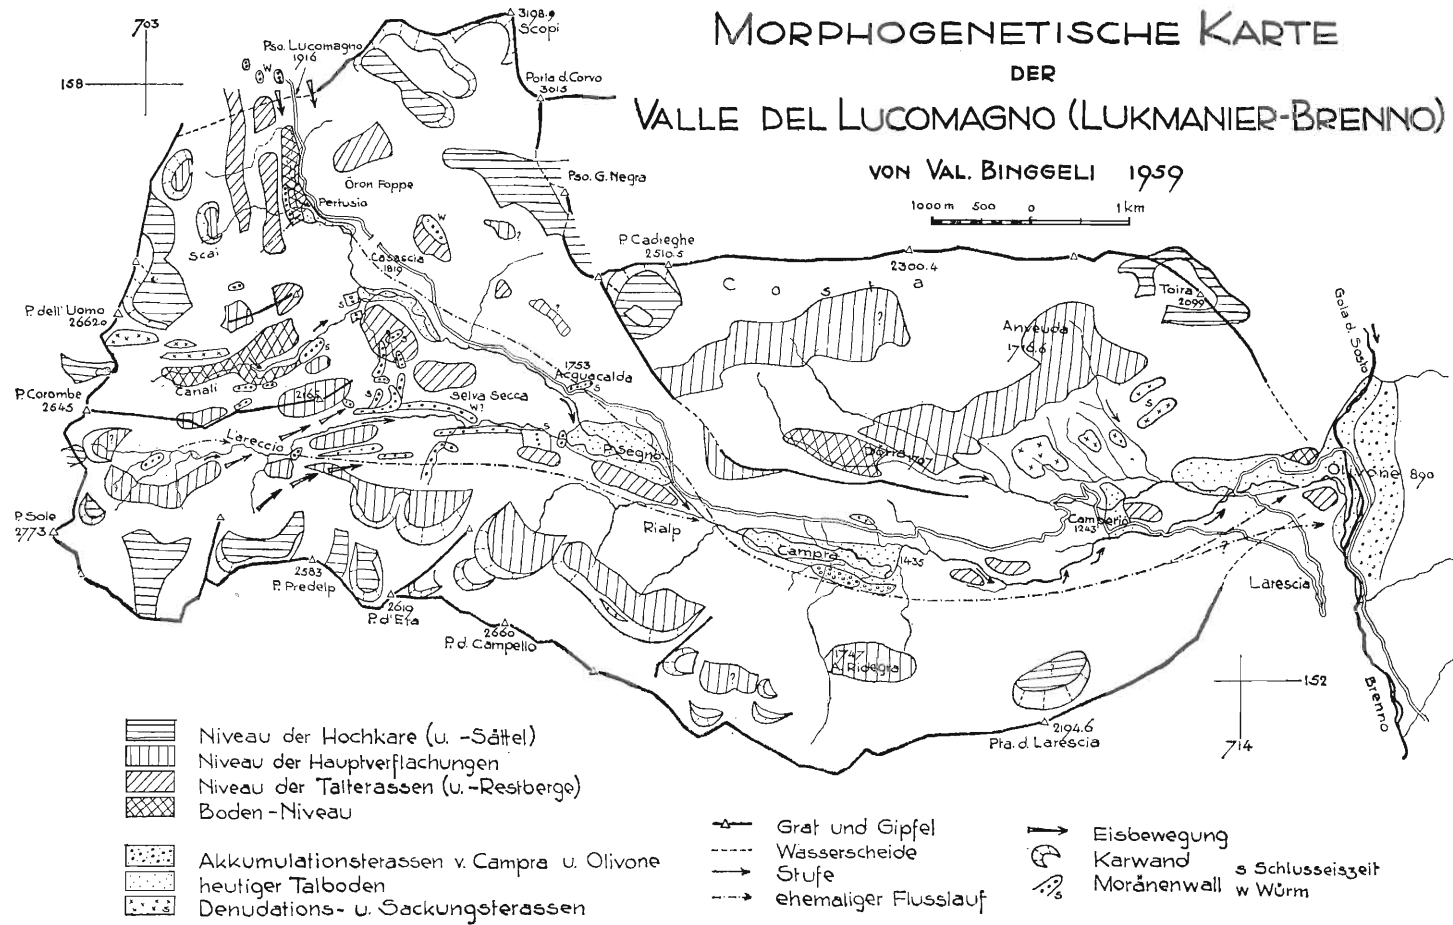 MORPHOGENETISCHE KARTE
DER
VALLE DEL LUCOMAGNO (LUKMANIER-BRENNO)
VON VAL. BINGGELI 1959
1000 m 500 0 1 km
703
158
3198.9
Scopi
Pso. Lucomagno
1916
W
Porta d. Corvo
3015
Öron Foppe
Pertusia
Pso. G. Negra
Scai
W
?
Casascia
1819
P. Cadreghe
2510.5
2300.4
Costa
?
Toira
2099
Gola d. Sosto
P. dell'Uomo
2662.0
S
?
Anveuda
1716.6
Canali
S
S
1753
Acquacalda
S
P. Corombe
2645
2165
S
Selva Secca
W?
S
?
Lareccio
S
P. Segno
1707
S
S
Olivone 890
P. Sole
2773
Rialp
Camperio
1243
Campra
1435
Larescia
2583
P. Predelp
2619
P. d'Era
2660
P. d. Campello
1747
A. Ridegra
?
?
152
714
Brenno
2194.6
Pta. d. Larescia
Niveau der Hochkare (u. -Sättel)
Niveau der Hauptverflachungen
Niveau der Talterassen (u. -Restberge)
Boden-Niveau
Akkumulationsterassen v. Campra u. Olivone
heutiger Talboden
S Denudations- u. Sackungsterassen
Grat und Gipfel
Wasserscheide
Stufe
ehemaliger Flusslauf
Eisbewegung
Karwand
S Moränenwall
s Schlusseiszeit
w Würm